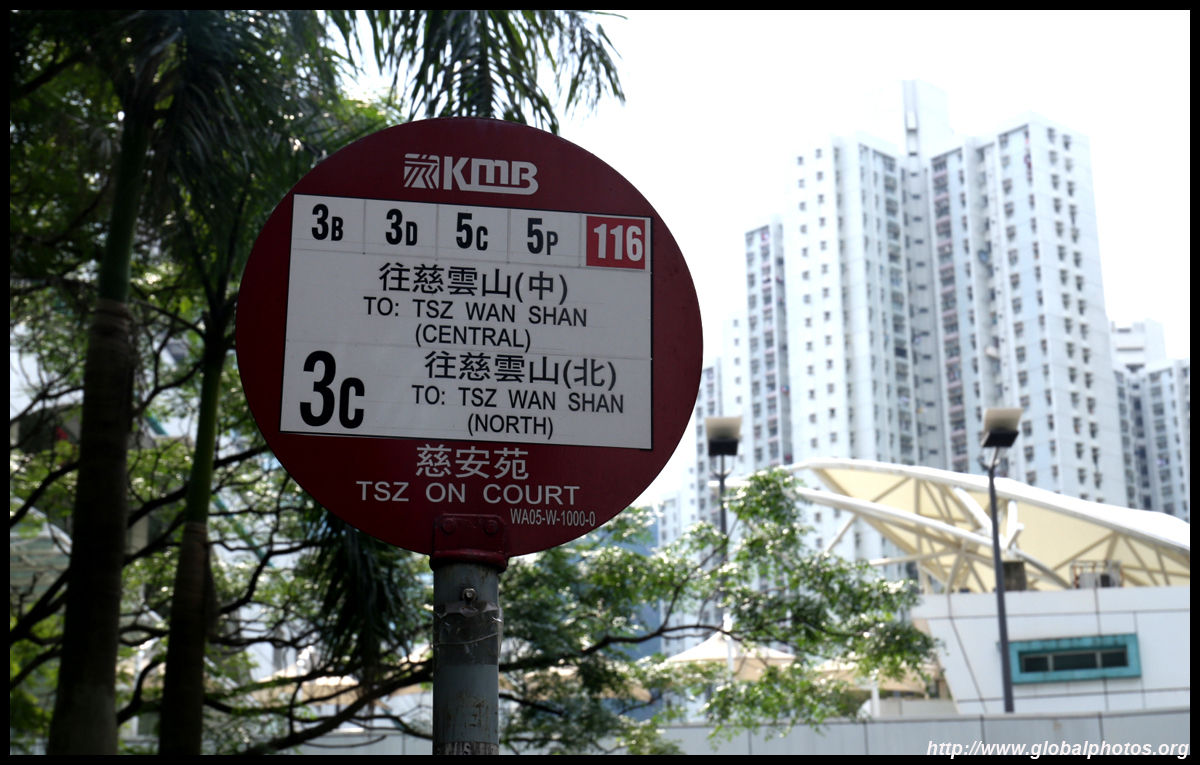 KMB
3B 3D 5C 5P 116
往慈雲山(中)
TO: TSZ WAN SHAN
(CENTRAL)
3C
往慈雲山(北)
TO: TSZ WAN SHAN
(NORTH)
慈安苑
TSZ ON COURT
WA05-W-1000-0
http://www.globalphotos.org